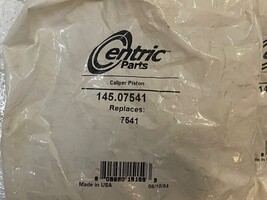 Centric
Parts
Caliper Piston
145.07541
Replaces:
7541
Made in USA